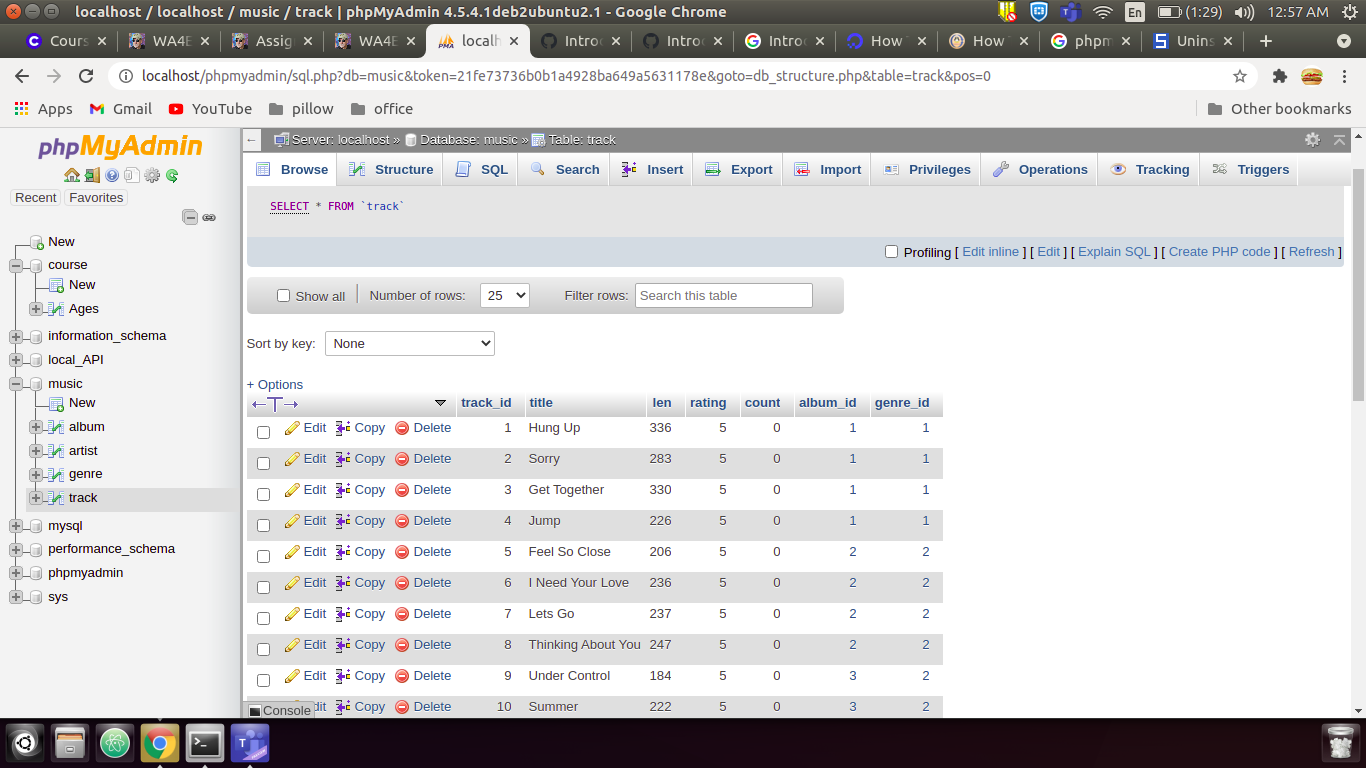 localhost / localhost / music / track | phpMyAdmin 4.5.4.1deb2ubuntu2.1 - Google Chrome
En (1:29) 12:57 AM
Cours WA4E Assig WA4E localh Introc Introc Introc How How phpm Unins
localhost/phpmyadmin/sql.php?db=music&token=21fe73736b0b1a4928ba649a5631178e&goto=db_structure.php&table=track&pos=0
Apps Gmail YouTube pillow office Other bookmarks
phpMyAdmin
Recent Favorites
New
course
New
Ages
information_schema
local_API
music
New
album
artist
genre
track
mysql
performance_schema
phpmyadmin
sys
Server: localhost » Database: music » Table: track
Browse Structure SQL Search Insert Export Import Privileges Operations Tracking Triggers
SELECT * FROM `track`
Profiling [ Edit inline ] [ Edit ] [ Explain SQL ] [ Create PHP code ] [ Refresh ]
Show all | Number of rows: 25 Filter rows: Search this table
Sort by key: None
+ Options
←T→ track_id title len rating count album_id genre_id
Edit Copy Delete 1 Hung Up 336 5 0 1 1
Edit Copy Delete 2 Sorry 283 5 0 1 1
Edit Copy Delete 3 Get Together 330 5 0 1 1
Edit Copy Delete 4 Jump 226 5 0 1 1
Edit Copy Delete 5 Feel So Close 206 5 0 2 2
Edit Copy Delete 6 I Need Your Love 236 5 0 2 2
Edit Copy Delete 7 Lets Go 237 5 0 2 2
Edit Copy Delete 8 Thinking About You 247 5 0 2 2
Edit Copy Delete 9 Under Control 184 5 0 3 2
dit Copy Delete 10 Summer 222 5 0 3 2
Console